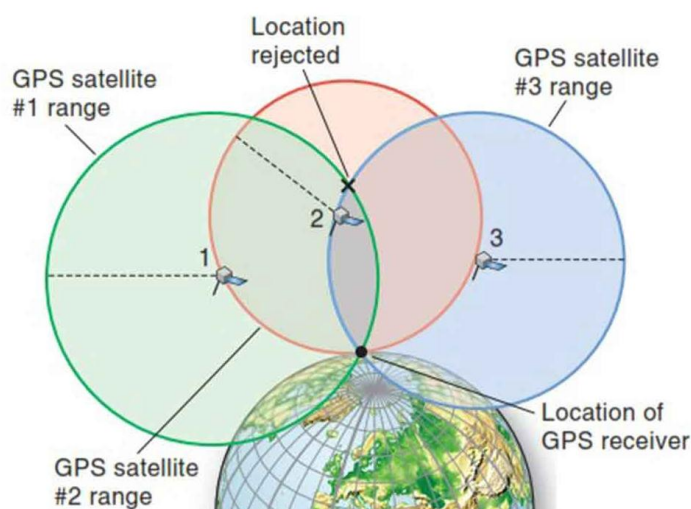 Location
rejected
GPS satellite
#1 range
GPS satellite
#3 range
1
2
3
Location of
GPS receiver
GPS satellite
#2 range